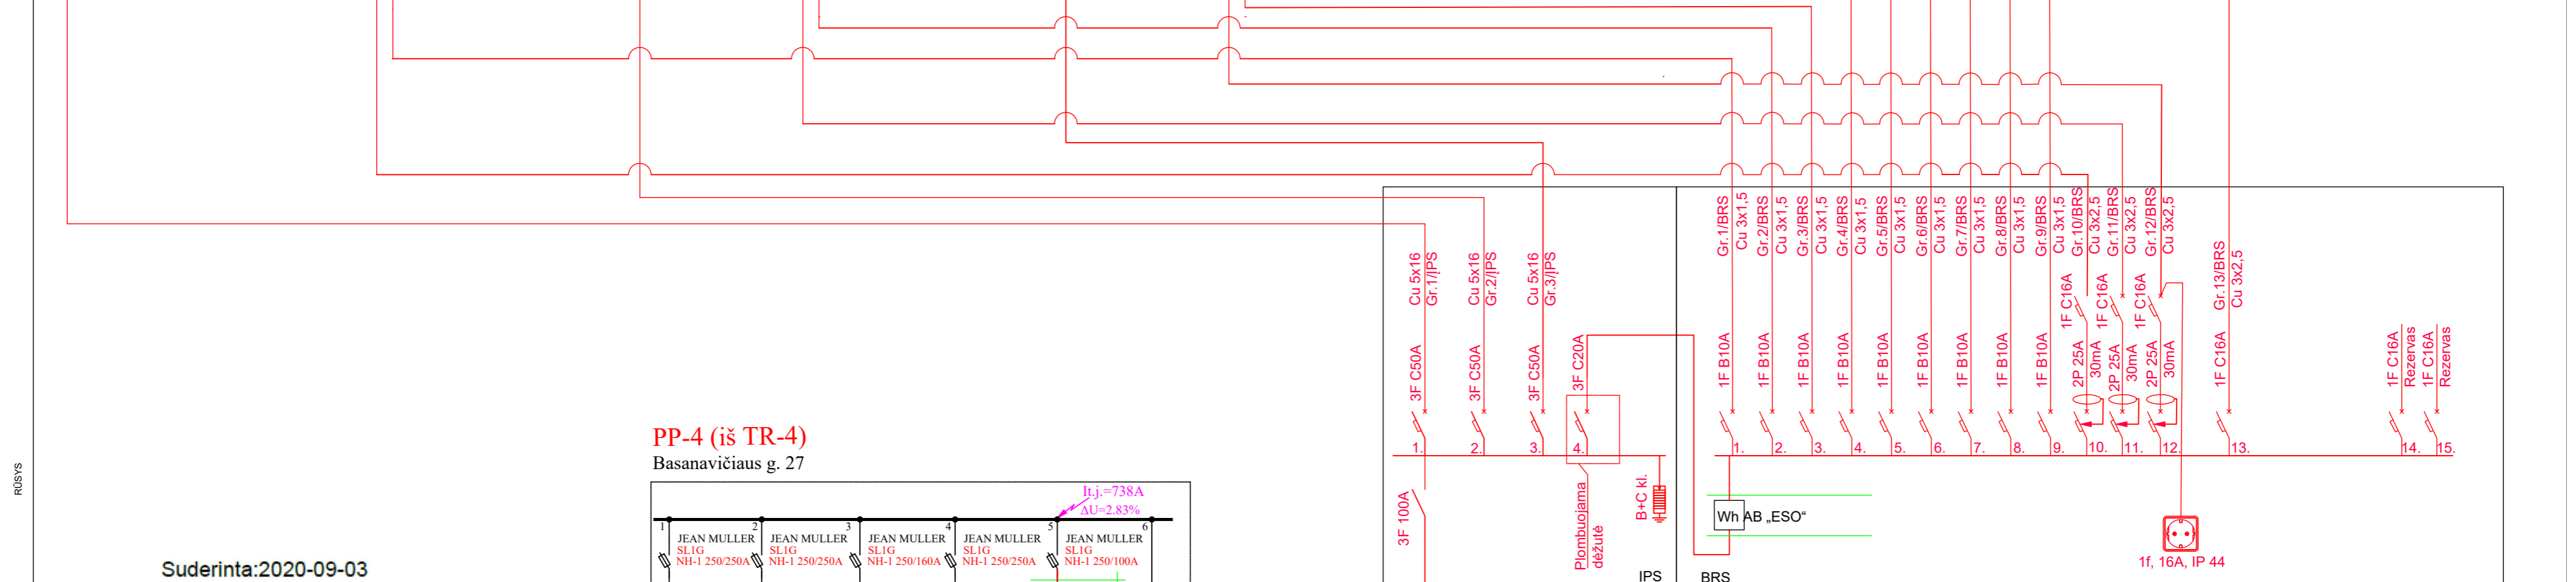 Gr.1/BRS
Cu 3x1,5
Gr.2/BRS
Cu 3x1,5
Gr.3/BRS
Cu 3x1,5
Gr.4/BRS
Cu 3x1,5
Gr.5/BRS
Cu 3x1,5
Gr.6/BRS
Cu 3x1,5
Gr.7/BRS
Cu 3x1,5
Gr.8/BRS
Cu 3x1,5
Gr.9/BRS
Cu 3x1,5
Gr.10/BRS
Cu 3x2,5
Gr.11/BRS
Cu 3x2,5
Gr.12/BRS
Cu 3x2,5
Gr.13/BRS
Cu 3x2,5
Cu 5x16
Gr.1/ĮPS
Cu 5x16
Gr.2/ĮPS
Cu 5x16
Gr.3/ĮPS
3F C50A
3F C50A
3F C50A
3F C20A
1F B10A
1F B10A
1F B10A
1F B10A
1F B10A
1F B10A
1F B10A
1F B10A
1F B10A
1F C16A
2P 25A
30mA
1F C16A
2P 25A
30mA
1F C16A
2P 25A
30mA
1F C16A
1F C16A
Rezervas
1F C16A
Rezervas
1.
2.
3.
4.
1.
2.
3.
4.
5.
6.
7.
8.
9.
10.
11.
12.
13.
14.
15.
3F 100A
Plombuojama
dėžutė
B+C kl.
Wh AB „ESO“
1f, 16A, IP 44
IPS
BRS
RŪSYS
PP-4 (iš TR-4)
Basanavičiaus g. 27
It.j.=738A
ΔU=2.83%
1
2
3
4
5
6
JEAN MULLER
SL1G
NH-1 250/250A
JEAN MULLER
SL1G
NH-1 250/250A
JEAN MULLER
SL1G
NH-1 250/160A
JEAN MULLER
SL1G
NH-1 250/250A
JEAN MULLER
SL1G
NH-1 250/100A
Suderinta:2020-09-03